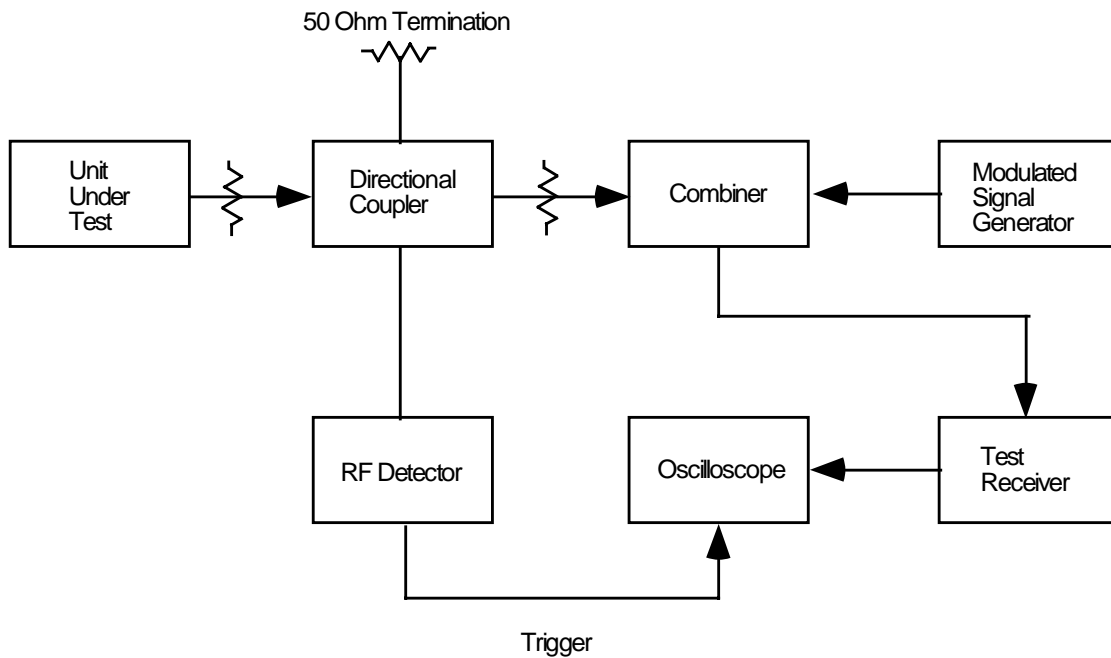 50 Ohm Termination
Unit
Under
Test
Directional
Coupler
Combiner
Modulated
Signal
Generator
RF Detector
Oscilloscope
Test
Receiver
Trigger